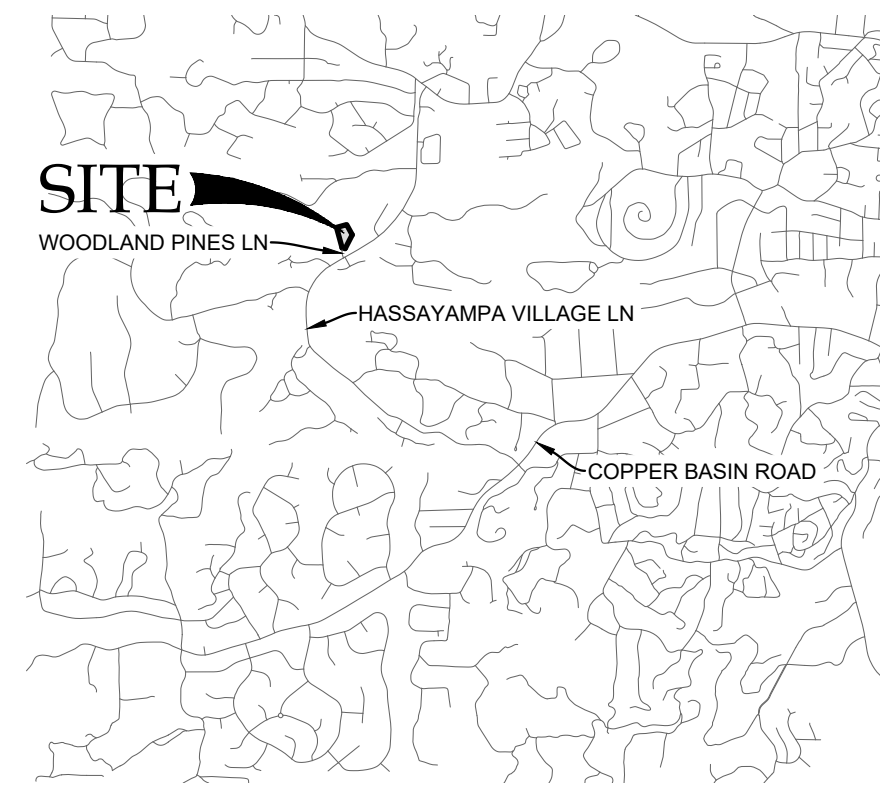 SITE
WOODLAND PINES LN
HASSAYAMPA VILLAGE LN
COPPER BASIN ROAD